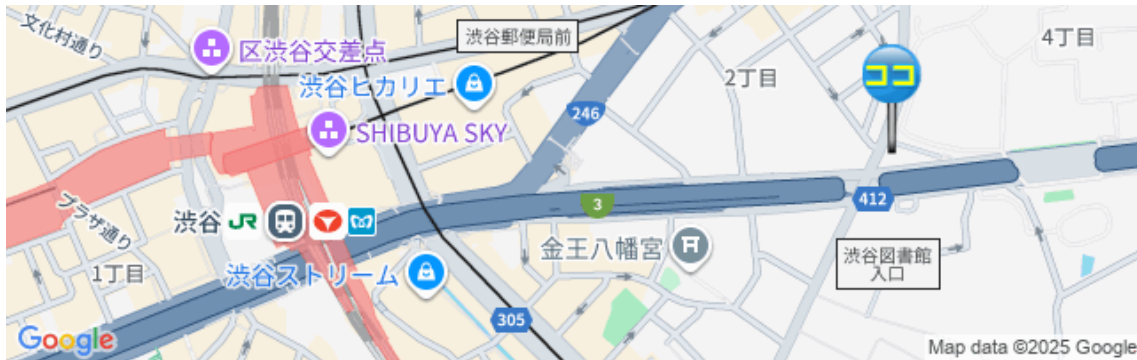 文化村通り
区渋谷交差点
渋谷郵便局前
渋谷ヒカリエ
SHIBUYA SKY
246
2丁目
ココ
4丁目
プラザ通り
渋谷 JR
3
412
1丁目
渋谷ストリーム
金王八幡宮
渋谷図書館
入口
305
Google
Map data ©2025 Google